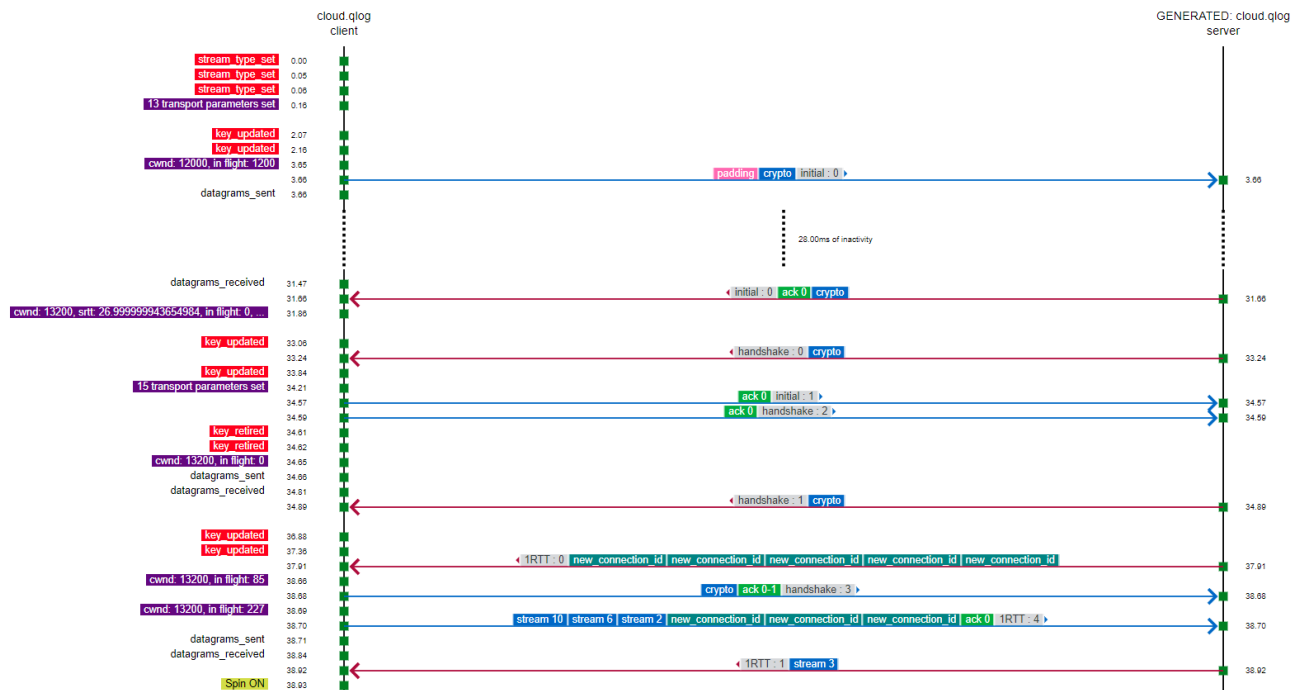 cloud.qlog GENERATED: cloud.qlog
client server
stream_type_set 0.00
stream_type_set 0.05
stream_type_set 0.06
13 transport parameters set 0.16
key_updated 2.07
key_updated 2.16
cwnd: 12000, in flight: 1200 3.65
3.66 padding crypto initial : 0 3.66
datagrams_sent 3.66
28.00ms of inactivity
datagrams_received 31.47
31.66 initial : 0 ack 0 crypto 31.66
cwnd: 13200, srtt: 26.999999943654984, in flight: 0, ... 31.86
key_updated 33.06
33.24 handshake : 0 crypto 33.24
key_updated 33.84
15 transport parameters set 34.21
34.57 ack 0 initial : 1 34.57
34.59 ack 0 handshake : 2 34.59
key_retired 34.61
key_retired 34.62
cwnd: 13200, in flight: 0 34.65
datagrams_sent 34.66
datagrams_received 34.81
34.89 handshake : 1 crypto 34.89
key_updated 36.88
key_updated 37.36
37.91 1RTT : 0 new_connection_id new_connection_id new_connection_id new_connection_id new_connection_id 37.91
cwnd: 13200, in flight: 85 38.66
38.68 crypto ack 0-1 handshake : 3 38.68
cwnd: 13200, in flight: 227 38.69
38.70 stream 10 stream 6 stream 2 new_connection_id new_connection_id new_connection_id ack 0 1RTT : 4 38.70
datagrams_sent 38.71
datagrams_received 38.84
38.92 1RTT : 1 stream 3 38.92
Spin ON 38.93